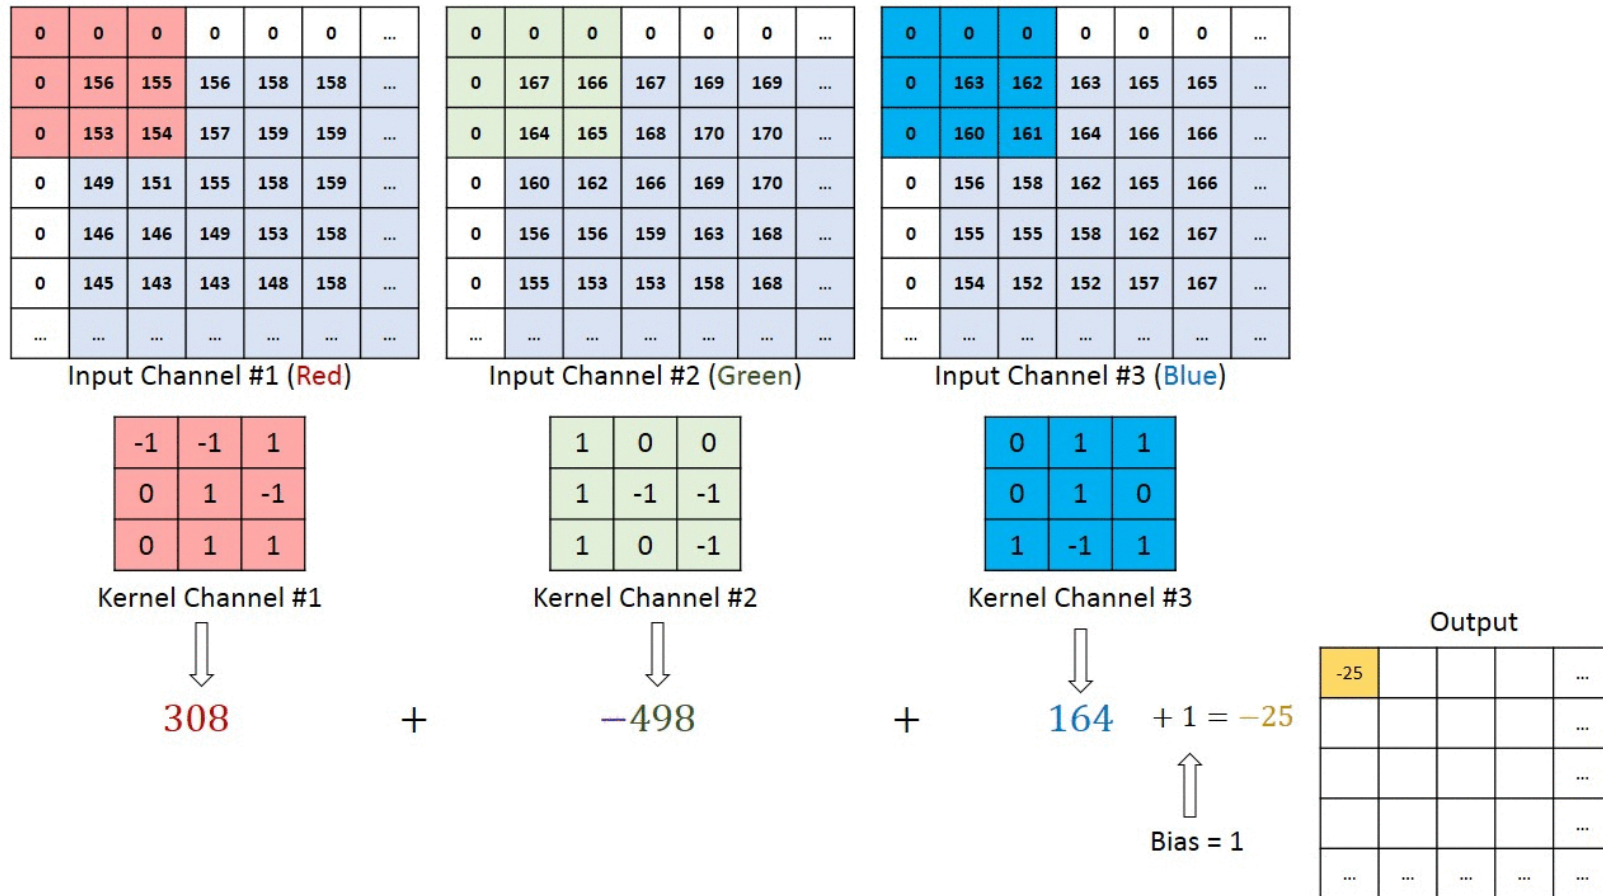 0 0 0 0 0 0 ...
0 156 155 156 158 158 ...
0 153 154 157 159 159 ...
0 149 151 155 158 159 ...
0 146 146 149 153 158 ...
0 145 143 143 148 158 ...
... ... ... ... ... ... ...
Input Channel #1 (Red)
0 0 0 0 0 0 ...
0 167 166 167 169 169 ...
0 164 165 168 170 170 ...
0 160 162 166 169 170 ...
0 156 156 159 163 168 ...
0 155 153 153 158 168 ...
... ... ... ... ... ... ...
Input Channel #2 (Green)
0 0 0 0 0 0 ...
0 163 162 163 165 165 ...
0 160 161 164 166 166 ...
0 156 158 162 165 166 ...
0 155 155 158 162 167 ...
0 154 152 152 157 167 ...
... ... ... ... ... ... ...
Input Channel #3 (Blue)
-1 -1 1
0 1 -1
0 1 1
Kernel Channel #1
1 0 0
1 -1 -1
1 0 -1
Kernel Channel #2
0 1 1
0 1 0
1 -1 1
Kernel Channel #3
308 + −498 + 164 + 1 = −25
Bias = 1
Output
-25 ...
...
...
...
... ... ... ... ...